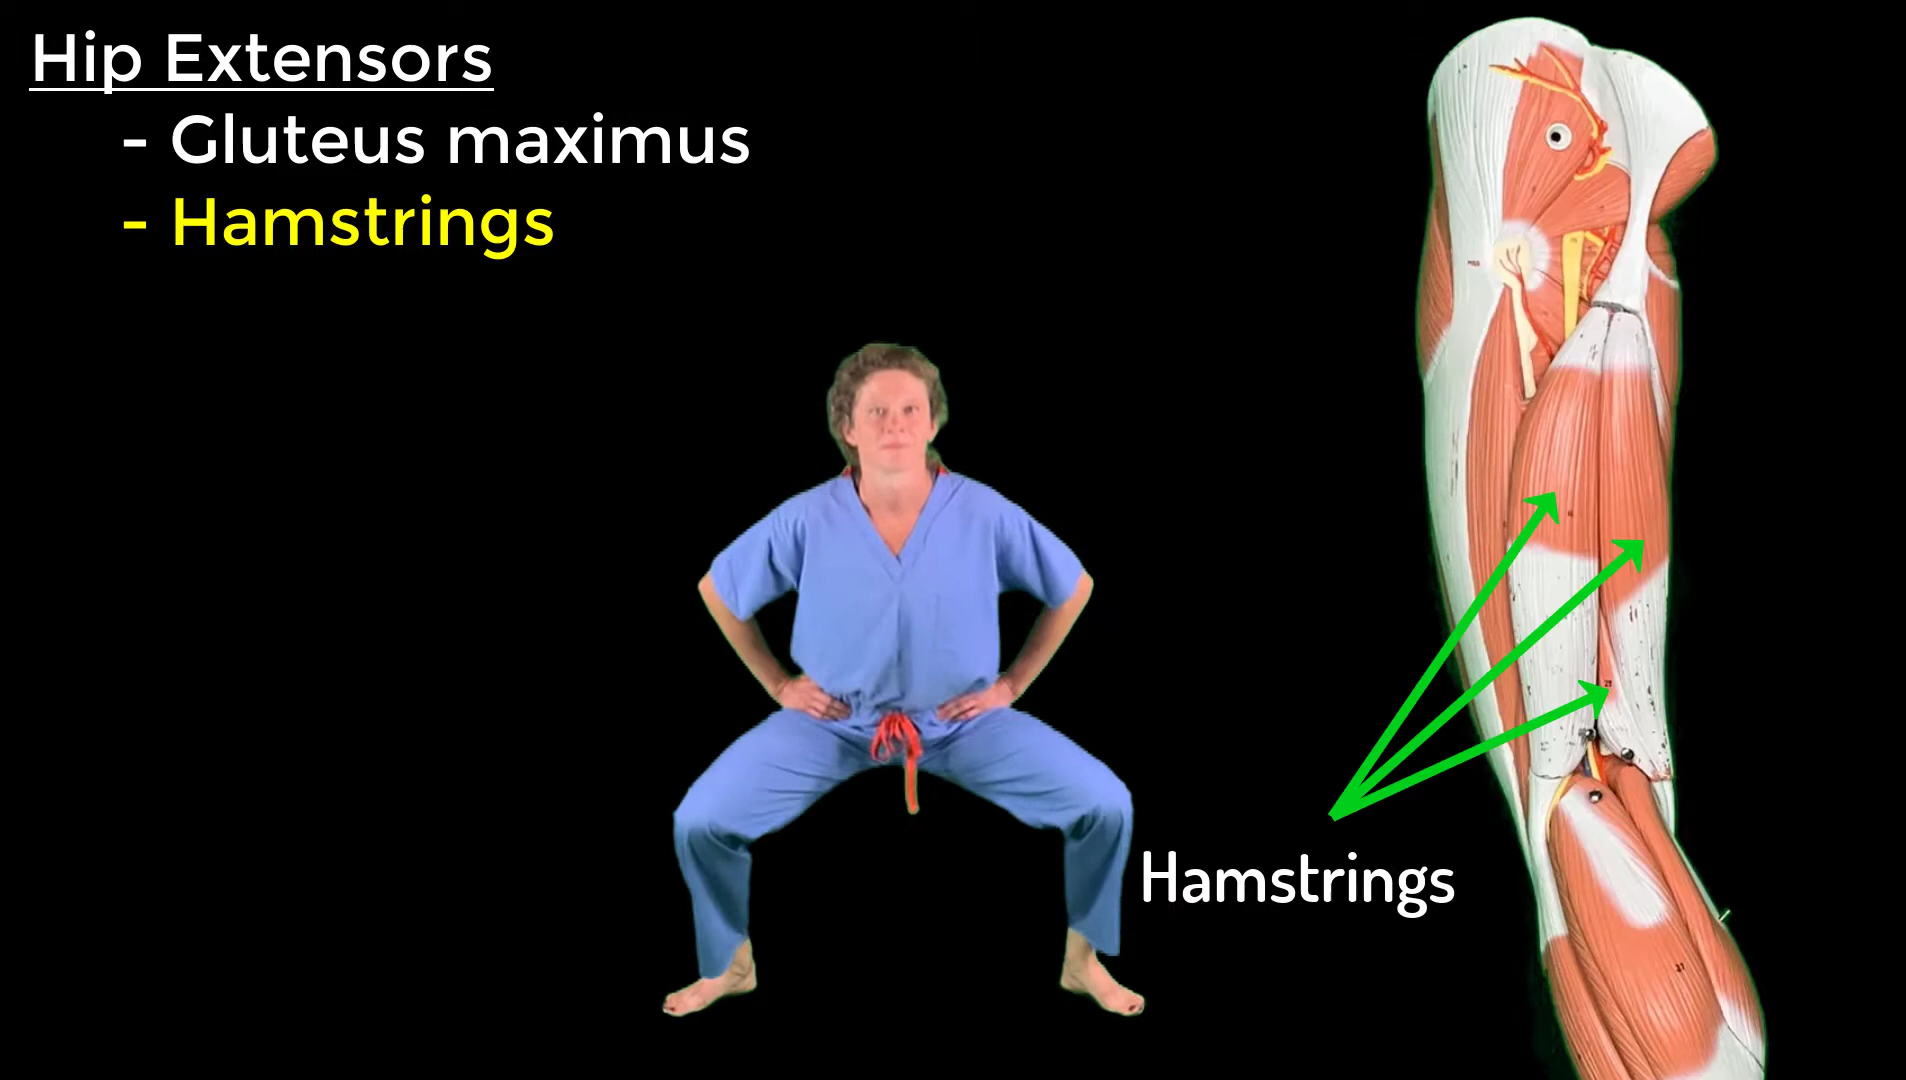 Hip Extensors
- Gluteus maximus
- Hamstrings
Hamstrings